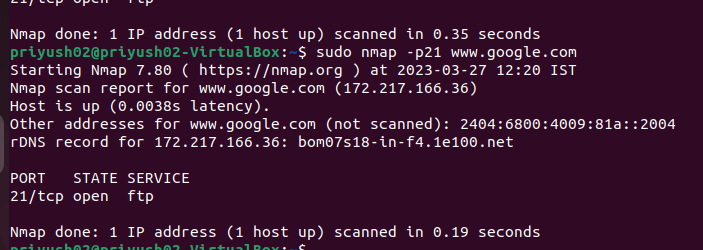 21/tcp open  ftp
Nmap done: 1 IP address (1 host up) scanned in 0.35 seconds
priyush02@priyush02-VirtualBox:~$ sudo nmap -p21 www.google.com
Starting Nmap 7.80 ( https://nmap.org ) at 2023-03-27 12:20 IST
Nmap scan report for www.google.com (172.217.166.36)
Host is up (0.0038s latency).
Other addresses for www.google.com (not scanned): 2404:6800:4009:81a::2004
rDNS record for 172.217.166.36: bom07s18-in-f4.1e100.net
PORT   STATE SERVICE
21/tcp open  ftp
Nmap done: 1 IP address (1 host up) scanned in 0.19 seconds
priyush02@priyush02-VirtualBox:~$